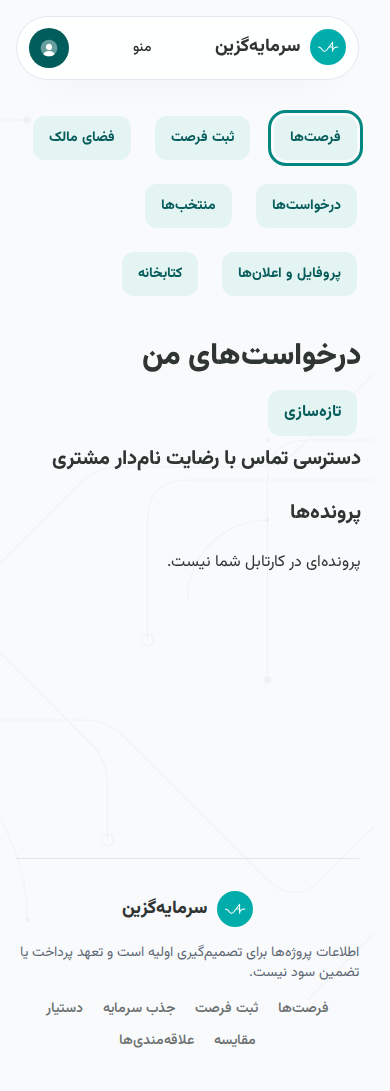 سرمایه‌گزین
منو
فرصت‌ها
ثبت فرصت
فضای مالک
درخواست‌ها
منتخب‌ها
پروفایل و اعلان‌ها
کتابخانه
درخواست‌های من
تازه‌سازی
دسترسی تماس با رضایت نام‌دار مشتری
پرونده‌ها
پرونده‌ای در کارتابل شما نیست.
سرمایه‌گزین
اطلاعات پروژه‌ها برای تصمیم‌گیری اولیه است و تعهد پرداخت یا
تضمین سود نیست.
فرصت‌ها
ثبت فرصت
جذب سرمایه
دستیار
مقایسه
علاقه‌مندی‌ها